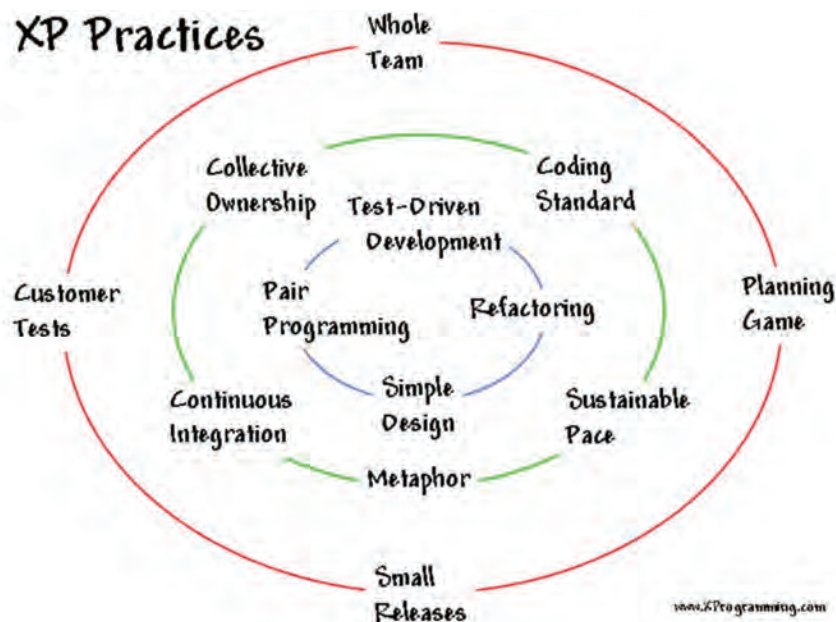 XP Practices
Whole
Team
Collective
Ownership
Coding
Standard
Test-Driven
Development
Customer
Tests
Pair
Programming
Refactoring
Planning
Game
Continuous
Integration
Simple
Design
Sustainable
Pace
Metaphor
Small
Releases
www.XProgramming.com